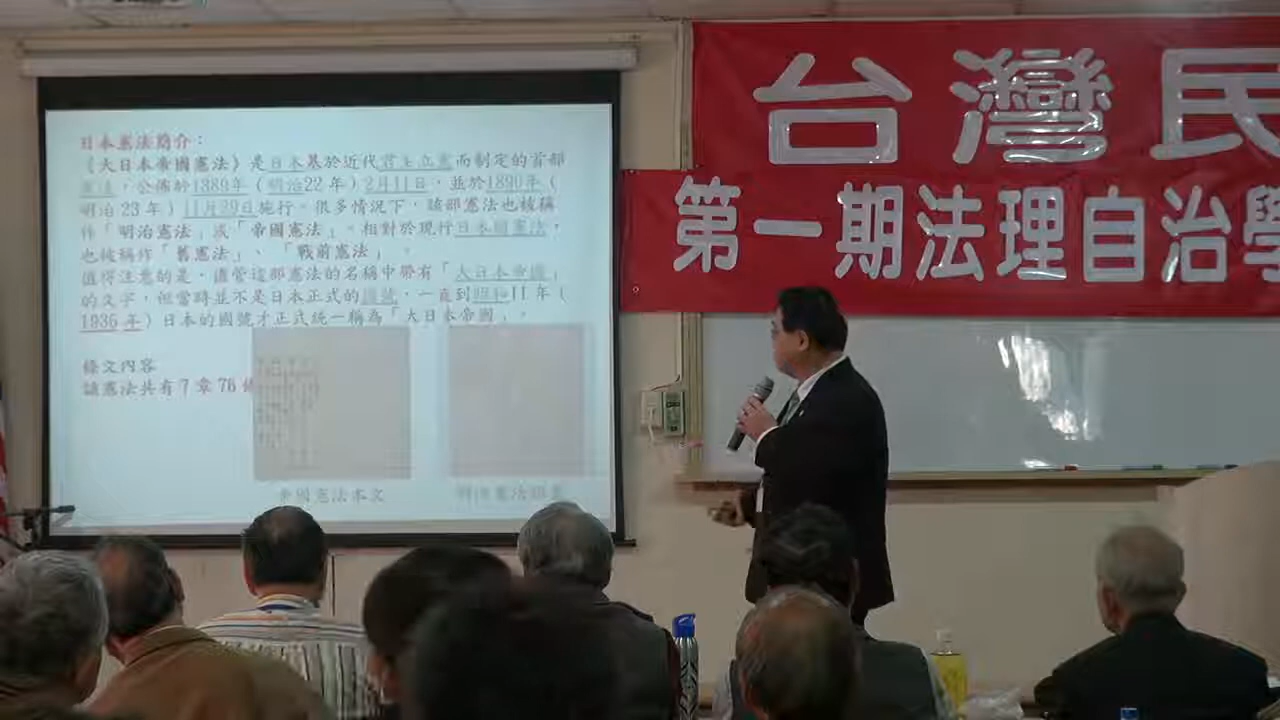 日本憲法簡介：
《大日本帝國憲法》是日本基於近代君主立憲而制定的首部
憲法，公佈於1889年（明治22年）2月11日，並於1890年（
明治23年）11月29日施行。很多情況下，該部憲法也被稱
作「明治憲法」或「帝國憲法」。相對於現行日本國憲法，
也被稱作「舊憲法」、「戰前憲法」。
值得注意的是，儘管這部憲法的名稱中帶有「大日本帝國」
的文字，但當時並不是日本正式的國號，一直到昭和11年（
1936年）日本的國號才正式統一稱為「大日本帝國」。
條文內容
該憲法共有7章76條
帝國憲法本文
台灣民
第一期法理自治學